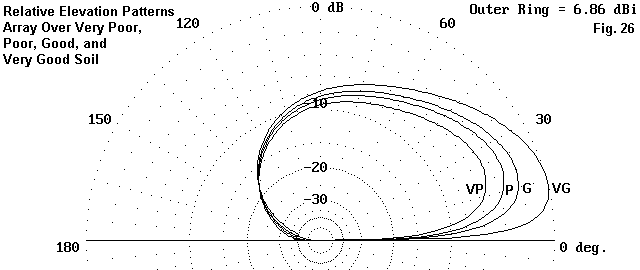 Relative Elevation Patterns
Array Over Very Poor,
Poor, Good, and
Very Good Soil
0 dB
Outer Ring = 6.86 dBi
Fig. 26
120
60
-10
150
30
-20
VP
P
G
VG
-30
180
0 deg.